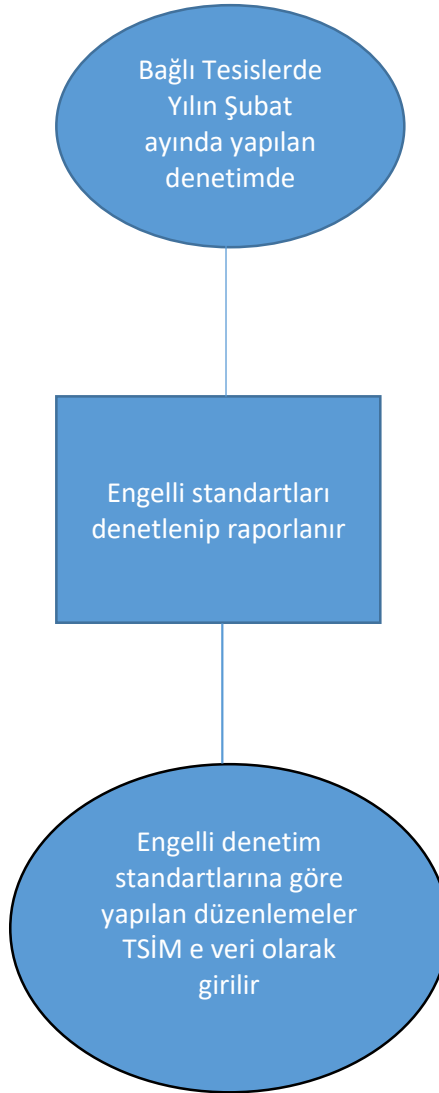 Bağlı Tesislerde
Yılın Şubat
ayında yapılan
denetimde
Engelli standartları
denetlenip raporlanır
Engelli denetim
standartlarına göre
yapılan düzenlemeler
TSİM e veri olarak
girilir